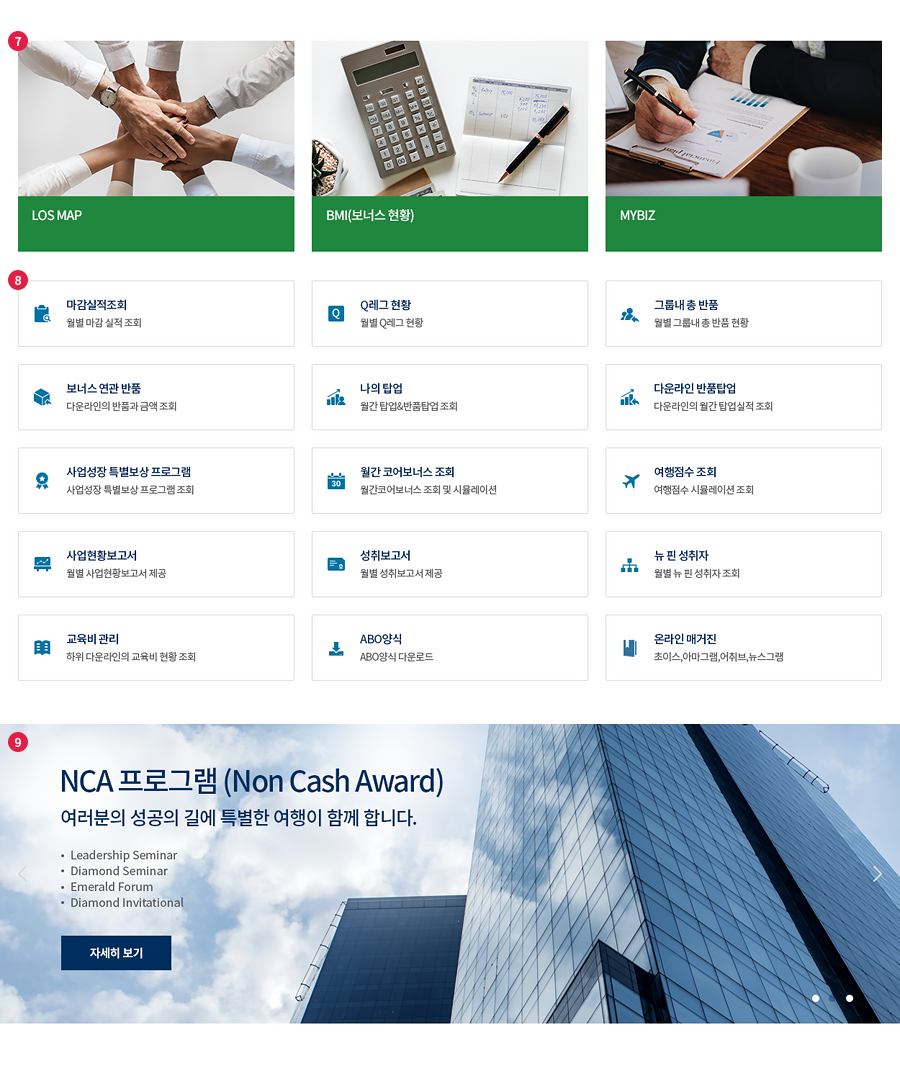 7
LOS MAP
BMI(보너스 현황)
MYBIZ
8
마감실적조회
월별 마감 실적 조회
Q
Q레그 현황
월별 Q레그 현황
그룹내 총 반품
월별 그룹내 총 반품 현황
보너스 연관 반품
다운라인의 반품과 금액 조회
나의 탑업
월간 탑업&반품탑업 조회
다운라인 반품탑업
다운라인의 월간 탑업실적 조회
사업성장 특별보상 프로그램
사업성장 특별보상 프로그램 조회
30
월간 코어보너스 조회
월간코어보너스 조회 및 시뮬레이션
여행점수 조회
여행점수 시뮬레이션 조회
사업현황보고서
월별 사업현황보고서 제공
성취보고서
월별 성취보고서 제공
뉴 핀 성취자
월별 뉴 핀 성취자 조회
교육비 관리
하위 다운라인의 교육비 현황 조회
ABO양식
ABO양식 다운로드
온라인 매거진
초이스,아마그램,어취브,뉴스그램
9
NCA 프로그램 (Non Cash Award)
여러분의 성공의 길에 특별한 여행이 함께 합니다.
• Leadership Seminar
• Diamond Seminar
• Emerald Forum
• Diamond Invitational
자세히 보기